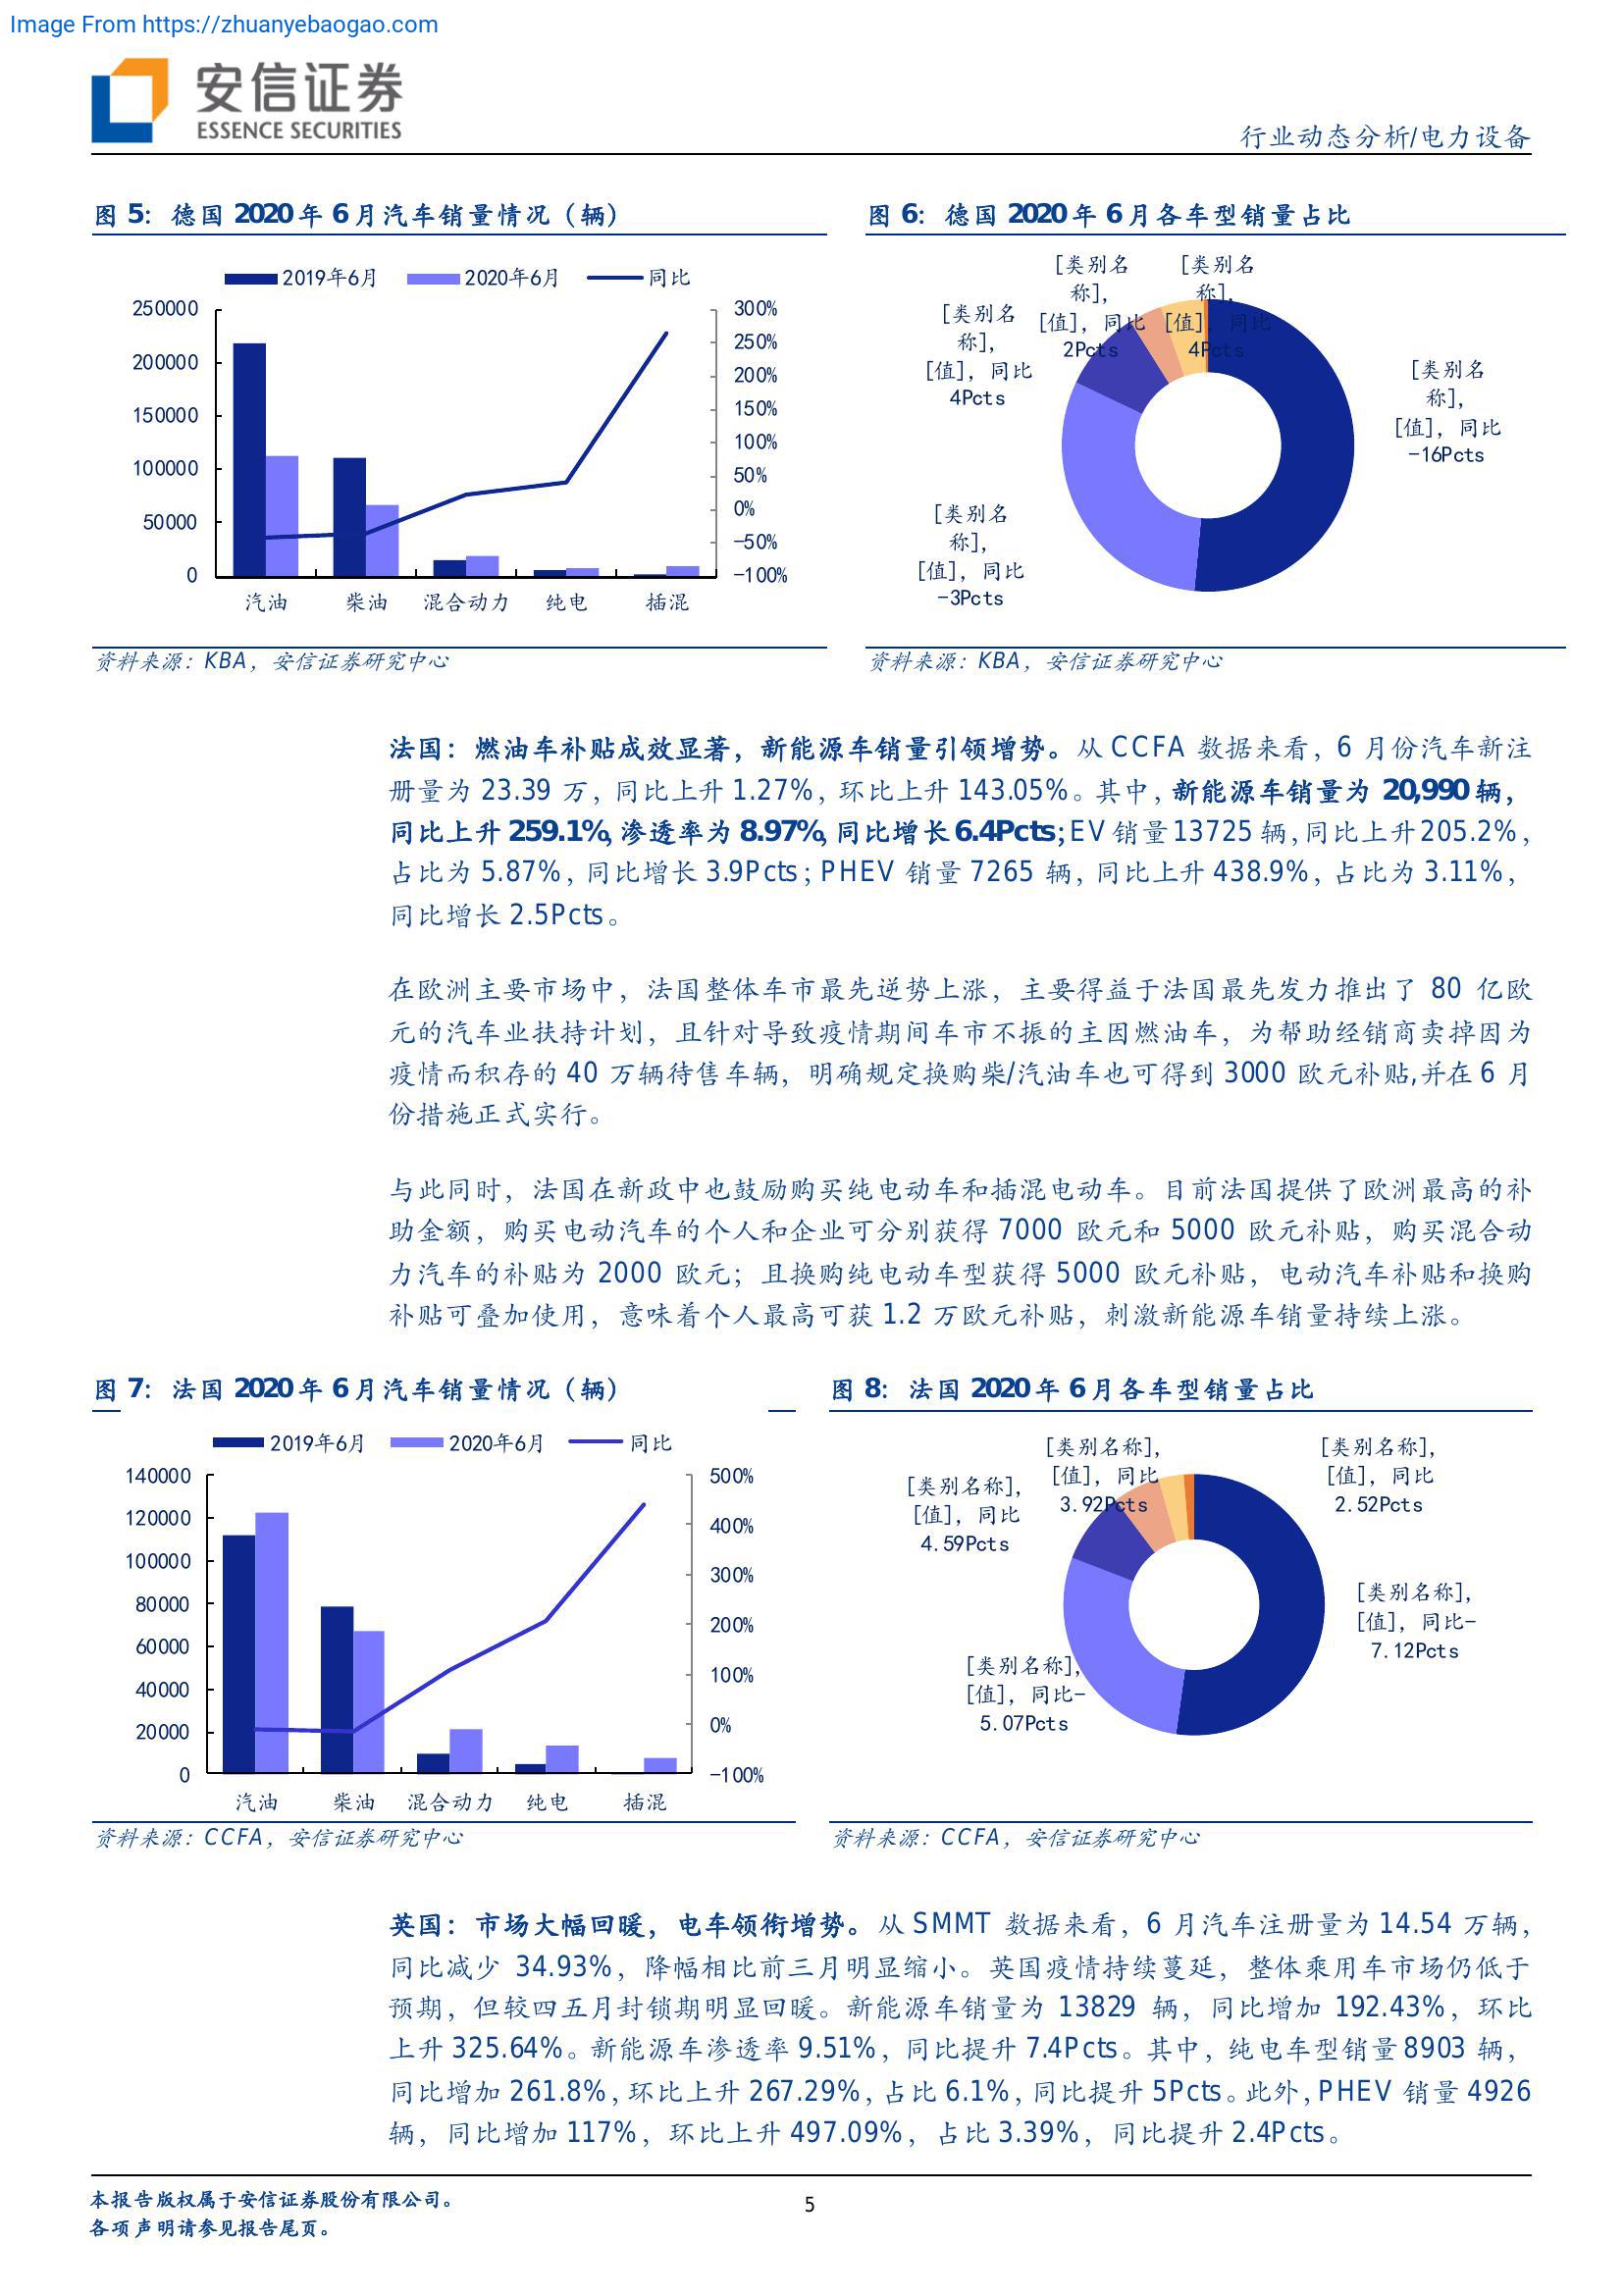 Image From https://zhuanyebaogao.com
安信证券
ESSENCE SECURITIES
行业动态分析/电力设备
图 5: 德国 2020 年 6 月汽车销量情况（辆）
2019年6月 2020年6月 同比
250000
200000
150000
100000
50000
0
300%
250%
200%
150%
100%
50%
0%
-50%
-100%
汽油 柴油 混合动力 纯电 插混
资料来源：KBA，安信证券研究中心
图 6: 德国 2020 年 6 月各车型销量占比
[类别名
称],
[值], 同比
2Pcts
[类别名
称],
[值], 同比
4Pcts
[类别名
称],
[值], 同比
4Pcts
[类别名
称],
[值], 同比
-16Pcts
[类别名
称],
[值], 同比
-3Pcts
资料来源：KBA，安信证券研究中心
法国：燃油车补贴成效显著，新能源车销量引领增势。从 CCFA 数据来看，6 月份汽车新注
册量为 23.39 万，同比上升 1.27%，环比上升 143.05%。其中，新能源车销量为 20,990 辆，
同比上升 259.1%，渗透率为 8.97%，同比增长 6.4Pcts；EV 销量 13725 辆，同比上升 205.2%，
占比为 5.87%，同比增长 3.9Pcts；PHEV 销量 7265 辆，同比上升 438.9%，占比为 3.11%，
同比增长 2.5Pcts。
在欧洲主要市场中，法国整体车市最先逆势上涨，主要得益于法国最先发力推出了 80 亿欧
元的汽车业扶持计划，且针对导致疫情期间车市不振的主因燃油车，为帮助经销商卖掉因为
疫情而积存的 40 万辆待售车辆，明确规定换购柴/汽油车也可得到 3000 欧元补贴,并在 6 月
份措施正式实行。
与此同时，法国在新政中也鼓励购买纯电动车和插混电动车。目前法国提供了欧洲最高的补
助金额，购买电动汽车的个人和企业可分别获得 7000 欧元和 5000 欧元补贴，购买混合动
力汽车的补贴为 2000 欧元；且换购纯电动车型获得 5000 欧元补贴，电动汽车补贴和换购
补贴可叠加使用，意味着个人最高可获 1.2 万欧元补贴，刺激新能源车销量持续上涨。
图 7: 法国 2020 年 6 月汽车销量情况（辆）
2019年6月 2020年6月 同比
140000
120000
100000
80000
60000
40000
20000
0
500%
400%
300%
200%
100%
0%
-100%
汽油 柴油 混合动力 纯电 插混
资料来源：CCFA，安信证券研究中心
图 8: 法国 2020 年 6 月各车型销量占比
[类别名称],
[值], 同比
3.92Pcts
[类别名称],
[值], 同比
2.52Pcts
[类别名称],
[值], 同比
4.59Pcts
[类别名称],
[值], 同比-
7.12Pcts
[类别名称],
[值], 同比-
5.07Pcts
资料来源：CCFA，安信证券研究中心
英国：市场大幅回暖，电车领衔增势。从 SMMT 数据来看，6 月汽车注册量为 14.54 万辆，
同比减少 34.93%，降幅相比前三月明显缩小。英国疫情持续蔓延，整体乘用车市场仍低于
预期，但较四五月封锁期明显回暖。新能源车销量为 13829 辆，同比增加 192.43%，环比
上升 325.64%。新能源车渗透率 9.51%，同比提升 7.4Pcts。其中，纯电车型销量 8903 辆，
同比增加 261.8%，环比上升 267.29%，占比 6.1%，同比提升 5Pcts。此外，PHEV 销量 4926
辆，同比增加 117%，环比上升 497.09%，占比 3.39%，同比提升 2.4Pcts。
本报告版权属于安信证券股份有限公司。
各项声明请参见报告尾页。
5